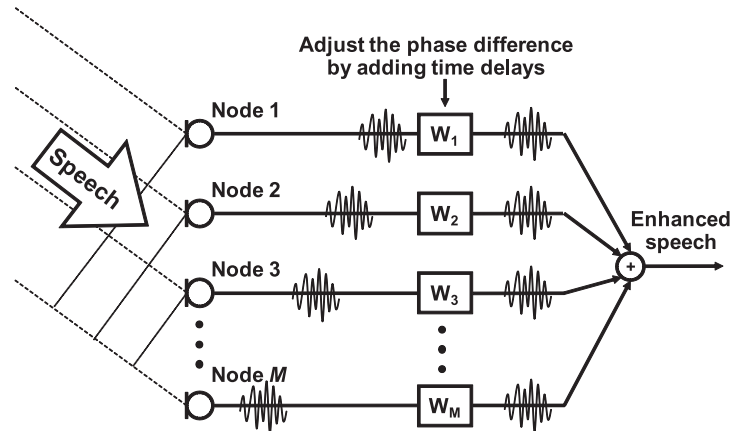 Adjust the phase difference
by adding time delays
Node 1
W1
Speech
Node 2
W2
Enhanced
speech
+
Node 3
W3
Node M
WM